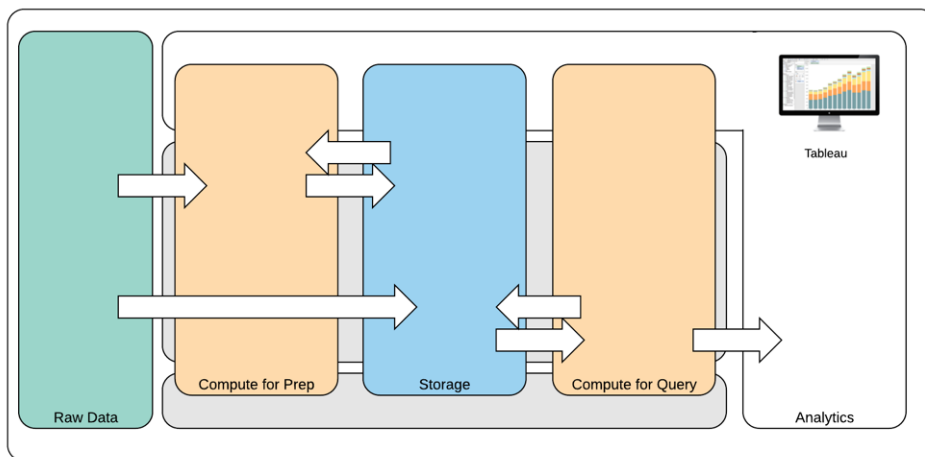 Tableau
Compute for Prep
Storage
Compute for Query
Raw Data
Analytics